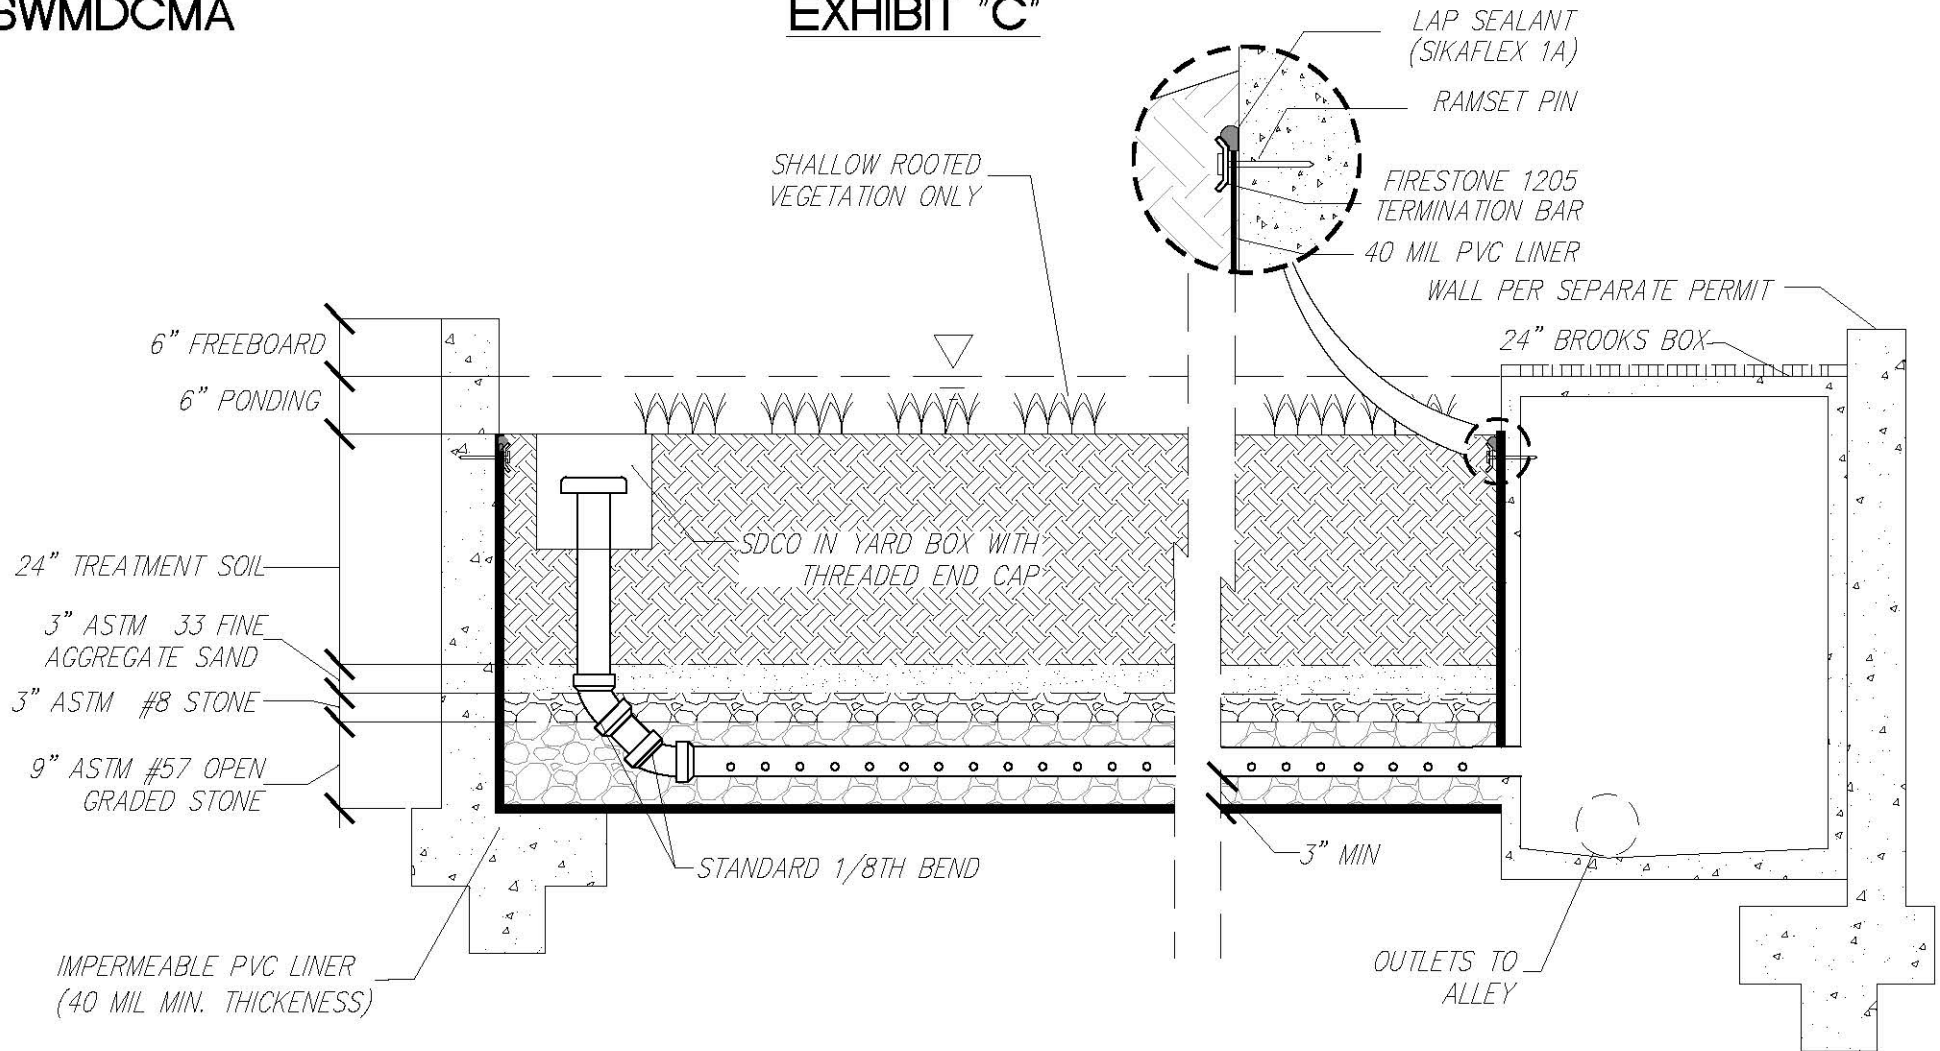 SWMDCMA
EXHIBIT "C"
LAP SEALANT
(SIKAFLEX 1A)
RAMSET PIN
FIRESTONE 1205
TERMINATION BAR
40 MIL PVC LINER
SHALLOW ROOTED
VEGETATION ONLY
WALL PER SEPARATE PERMIT
24" BROOKS BOX
6" FREEBOARD
6" PONDING
24" TREATMENT SOIL
3" ASTM 33 FINE
AGGREGATE SAND
3" ASTM #8 STONE
9" ASTM #57 OPEN
GRADED STONE
SDCO IN YARD BOX WITH
THREADED END CAP
STANDARD 1/8TH BEND
3" MIN
IMPERMEABLE PVC LINER
(40 MIL MIN. THICKENESS)
OUTLETS TO
ALLEY